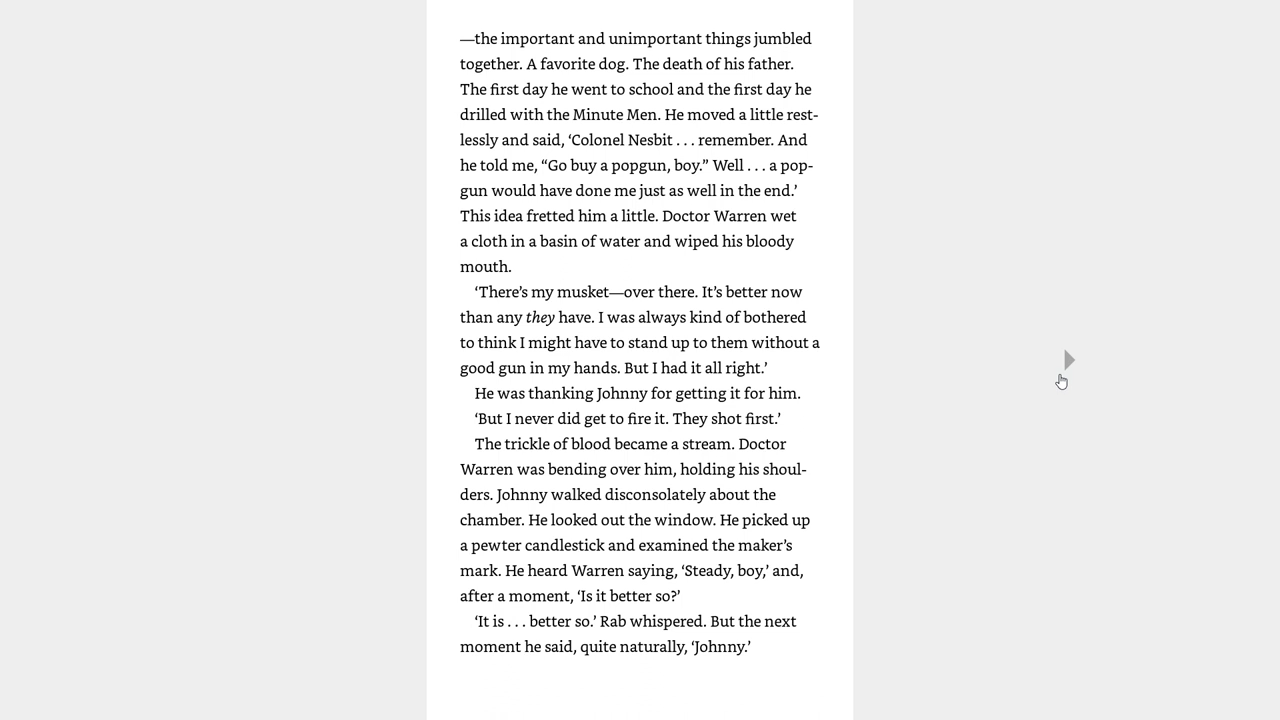 —the important and unimportant things jumbled
together. A favorite dog. The death of his father.
The first day he went to school and the first day he
drilled with the Minute Men. He moved a little rest-
lessly and said, ‘Colonel Nesbit . . . remember. And
he told me, “Go buy a popgun, boy.” Well . . . a pop-
gun would have done me just as well in the end.’
This idea fretted him a little. Doctor Warren wet
a cloth in a basin of water and wiped his bloody
mouth.
‘There’s my musket—over there. It’s better now
than any they have. I was always kind of bothered
to think I might have to stand up to them without a
good gun in my hands. But I had it all right.’
He was thanking Johnny for getting it for him.
‘But I never did get to fire it. They shot first.’
The trickle of blood became a stream. Doctor
Warren was bending over him, holding his shoul-
ders. Johnny walked disconsolately about the
chamber. He looked out the window. He picked up
a pewter candlestick and examined the maker’s
mark. He heard Warren saying, ‘Steady, boy,’ and,
after a moment, ‘Is it better so?’
‘It is . . . better so.’ Rab whispered. But the next
moment he said, quite naturally, ‘Johnny.’